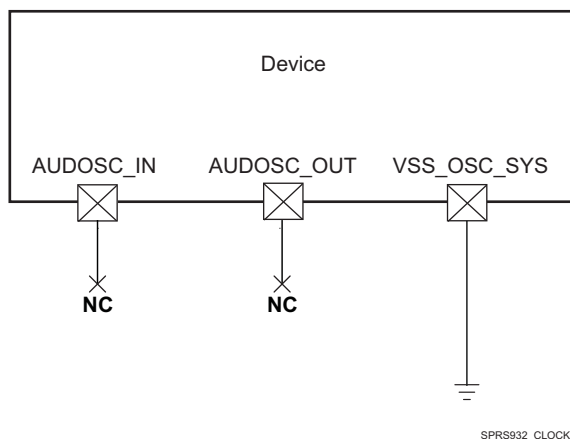 Device
AUDOSC_IN AUDOSC_OUT VSS_OSC_SYS
NC NC
SPRS932_CLOCK